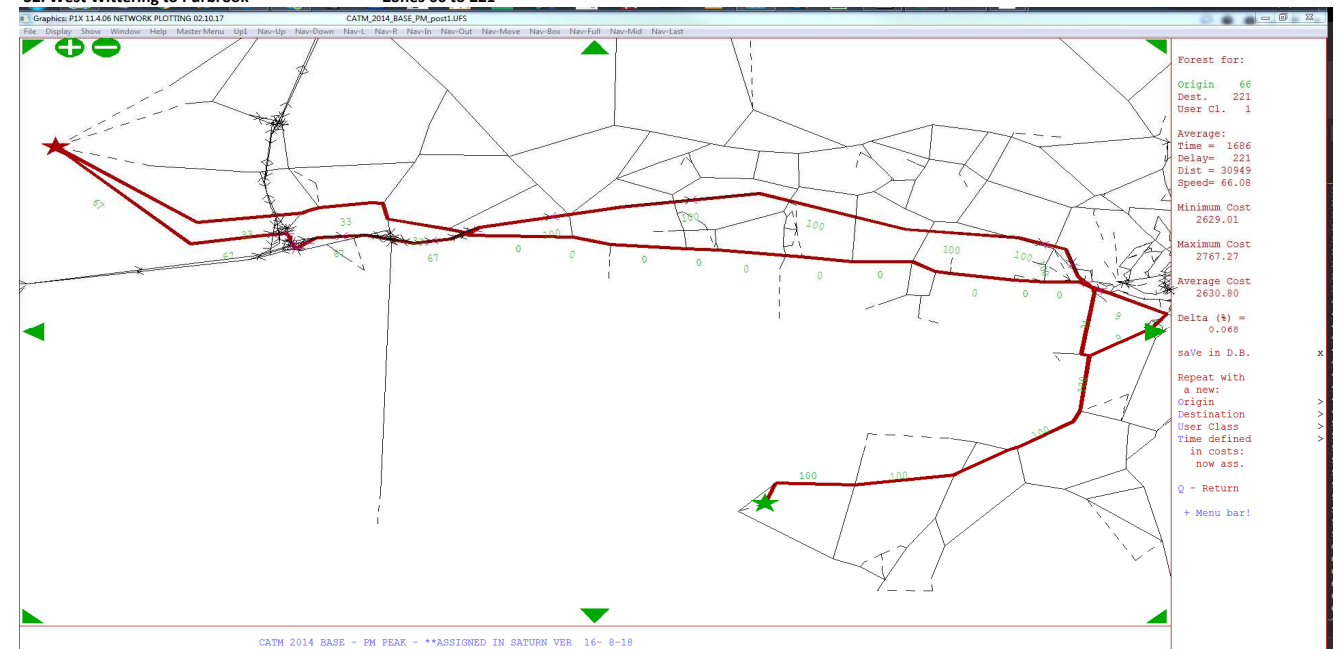 Graphics: P1X 11.4.06 NETWORK PLOTTING 02.10.17 CATM_2014_BASE_PM_post1.UFS
File Display Show Window Help Master Menu Up1 Nav-Up Nav-Down Nav-L Nav-R Nav-In Nav-Out Nav-Move Nav-Box Nav-Full Nav-Mid Nav-Last
Forest for:
Origin 66
Dest. 221
User Cl. 1
Average:
Time = 1686
Delay= 221
Dist = 30949
Speed= 66.08
Minimum Cost
2629.01
Maximum Cost
2767.27
Average Cost
2630.80
Delta (%) =
0.068
saVe in D.B. x
Repeat with
a new:
Origin >
Destination >
User Class >
Time defined >
in costs:
now ass.
Q - Return
+ Menu bar!
67
33
33
67
67
67
100
100
100
100
100
100
0
0
0
0
0
0
0
0
0
0
9
100
100
100
100
CATM 2014 BASE - PM PEAK - **ASSIGNED IN SATURN VER 16- 8-18